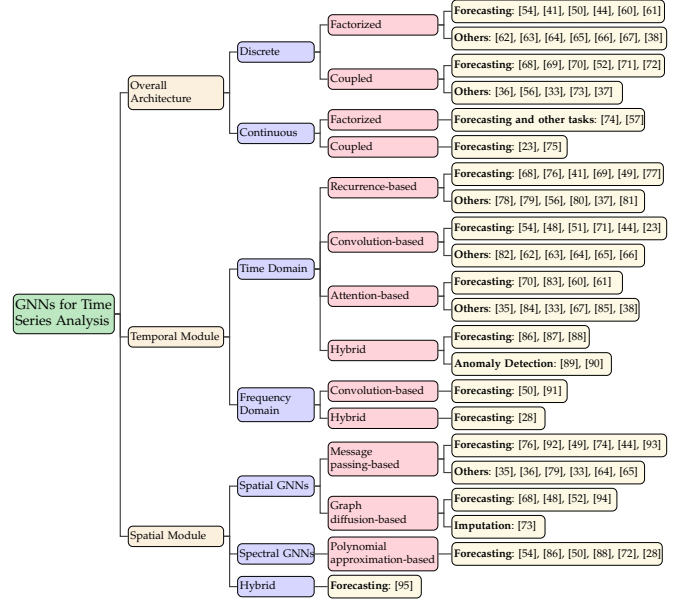 Forecasting: [54], [41], [50], [44], [60], [61]
Factorized
Others: [62], [63], [64], [65], [66], [67], [38]
Discrete
Forecasting: [68], [69], [70], [52], [71], [72]
Coupled
Overall
Architecture
Others: [36], [56], [33], [73], [37]
Factorized
Forecasting and other tasks: [74], [57]
Continuous
Coupled
Forecasting: [23], [75]
Forecasting: [68], [76], [41], [69], [49], [77]
Recurrence-based
Others: [78], [79], [56], [80], [37], [81]
Forecasting: [54], [48], [51], [71], [44], [23]
Convolution-based
Others: [82], [62], [63], [64], [65], [66]
Time Domain
Forecasting: [70], [83], [60], [61]
Attention-based
Others: [35], [84], [33], [67], [85], [38]
GNNs for Time
Series Analysis
Temporal Module
Forecasting: [86], [87], [88]
Hybrid
Anomaly Detection: [89], [90]
Convolution-based
Forecasting: [50], [91]
Frequency
Domain
Hybrid
Forecasting: [28]
Forecasting: [76], [92], [49], [74], [44], [93]
Message
passing-based
Others: [35], [36], [79], [33], [64], [65]
Spatial GNNs
Forecasting: [68], [48], [52], [94]
Graph
diffusion-based
Imputation: [73]
Spatial Module
Spectral GNNs
Polynomial
approximation-based
Forecasting: [54], [86], [50], [88], [72], [28]
Hybrid
Forecasting: [95]